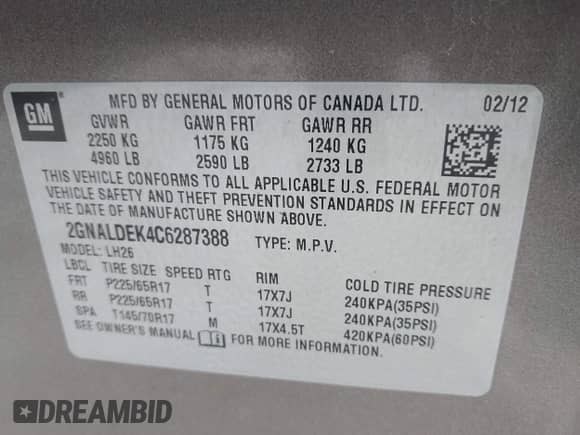 GM ® MFD BY GENERAL MOTORS OF CANADA LTD. 02/12
GVWR GAWR FRT GAWR RR
2250 KG 1175 KG 1240 KG
4960 LB 2590 LB 2733 LB
THIS VEHICLE CONFORMS TO ALL APPLICABLE U.S. FEDERAL MOTOR
VEHICLE SAFETY AND THEFT PREVENTION STANDARDS IN EFFECT ON
THE DATE OF MANUFACTURE SHOWN ABOVE.
2GNALDEK4C6287388 TYPE: M.P.V.
MODEL: LH26
LBCL TIRE SIZE SPEED RTG RIM COLD TIRE PRESSURE
FRT P225/65R17 T 17X7J 240KPA(35PSI)
RR P225/65R17 T 17X7J 240KPA(35PSI)
SPA T145/70R17 M 17X4.5T 420KPA(60PSI)
SEE OWNER'S MANUAL i FOR MORE INFORMATION.
DREAMBID